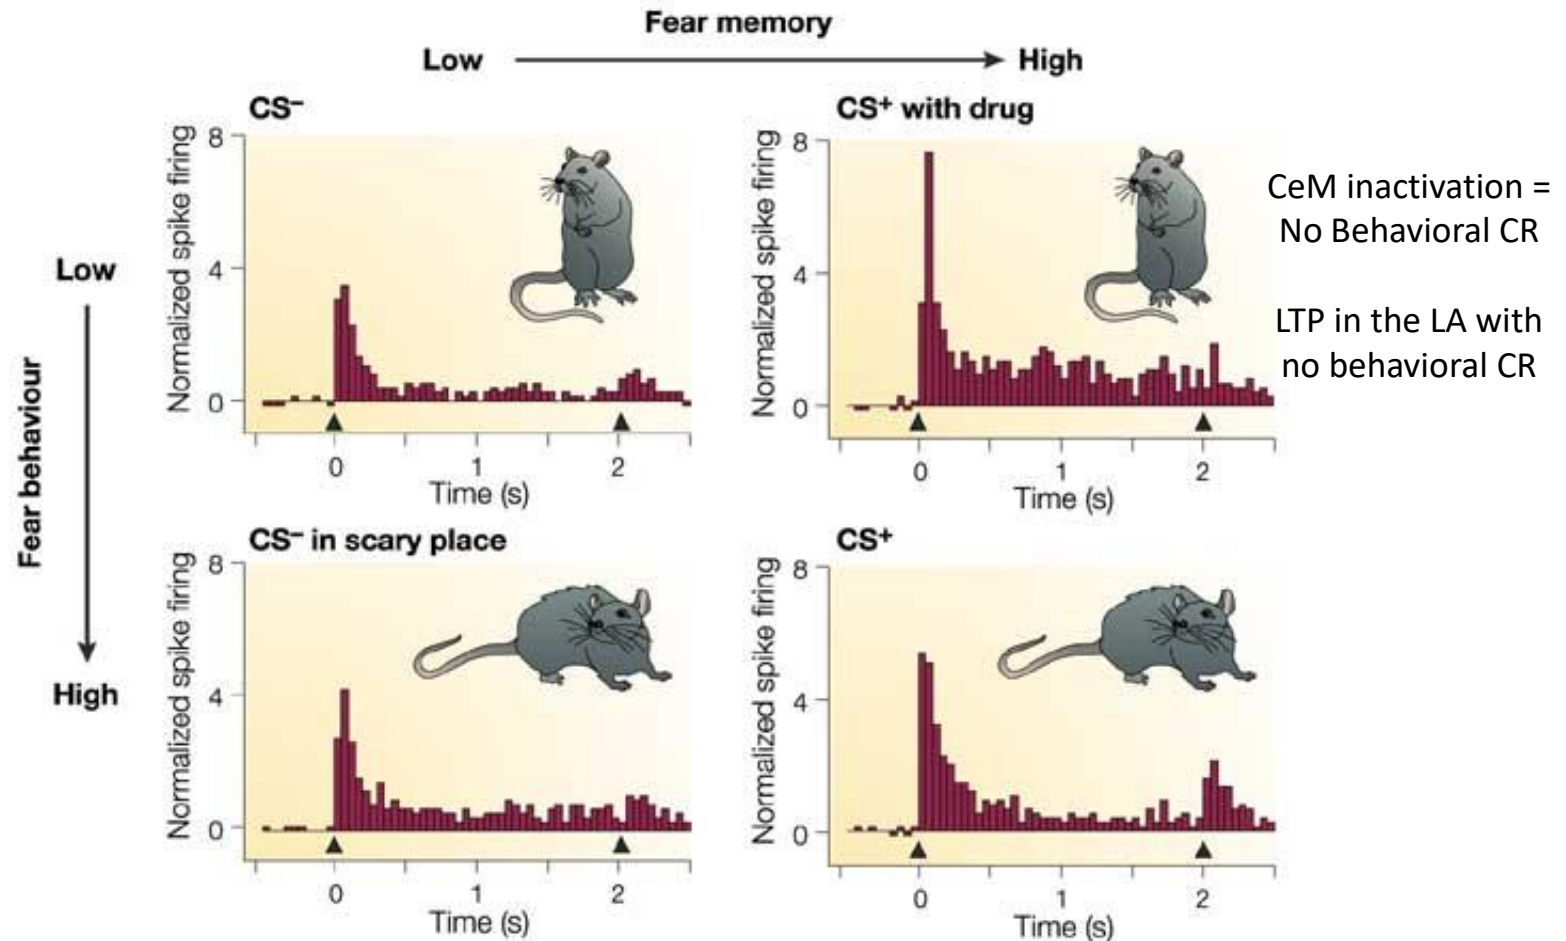 Fear memory
Low
High
Fear behaviour
Low
High
CS–
Normalized spike firing
8
4
0
0
1
2
Time (s)
CS+ with drug
Normalized spike firing
8
4
0
0
1
2
Time (s)
CeM inactivation =
No Behavioral CR
LTP in the LA with
no behavioral CR
CS– in scary place
Normalized spike firing
8
4
0
0
1
2
Time (s)
CS+
Normalized spike firing
8
4
0
0
1
2
Time (s)